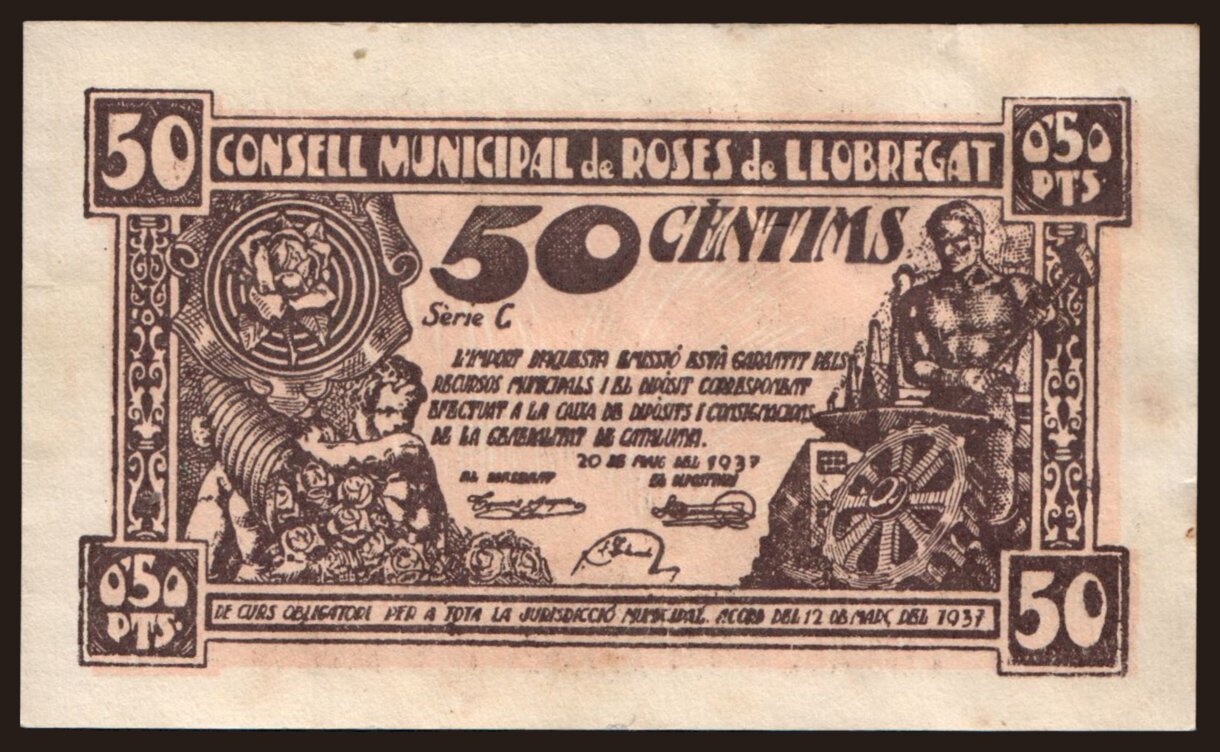 50
CONSELL MUNICIPAL de ROSES de LLOBREGAT
0'50
PTS
50 CÈNTIMS
Sèrie C
L'IMPORT D'AQUESTA EMISSIÓ ESTÀ GARANTIT PELS
RECURSOS MUNICIPALS I EL DIPÒSIT CORRESPONENT
EFECTUAT A LA CAIXA DE DIPÒSITS I CONSIGNACIONS
DE LA GENERALITAT DE CATALUNYA.
20 DE MAIG DEL 1937
0'50
PTS.
DE CURS OBLIGATORI PER A TOTA LA JURISDICCIÓ MUNICIPAL. ACORD DEL 12 DE MARÇ DEL 1937
50